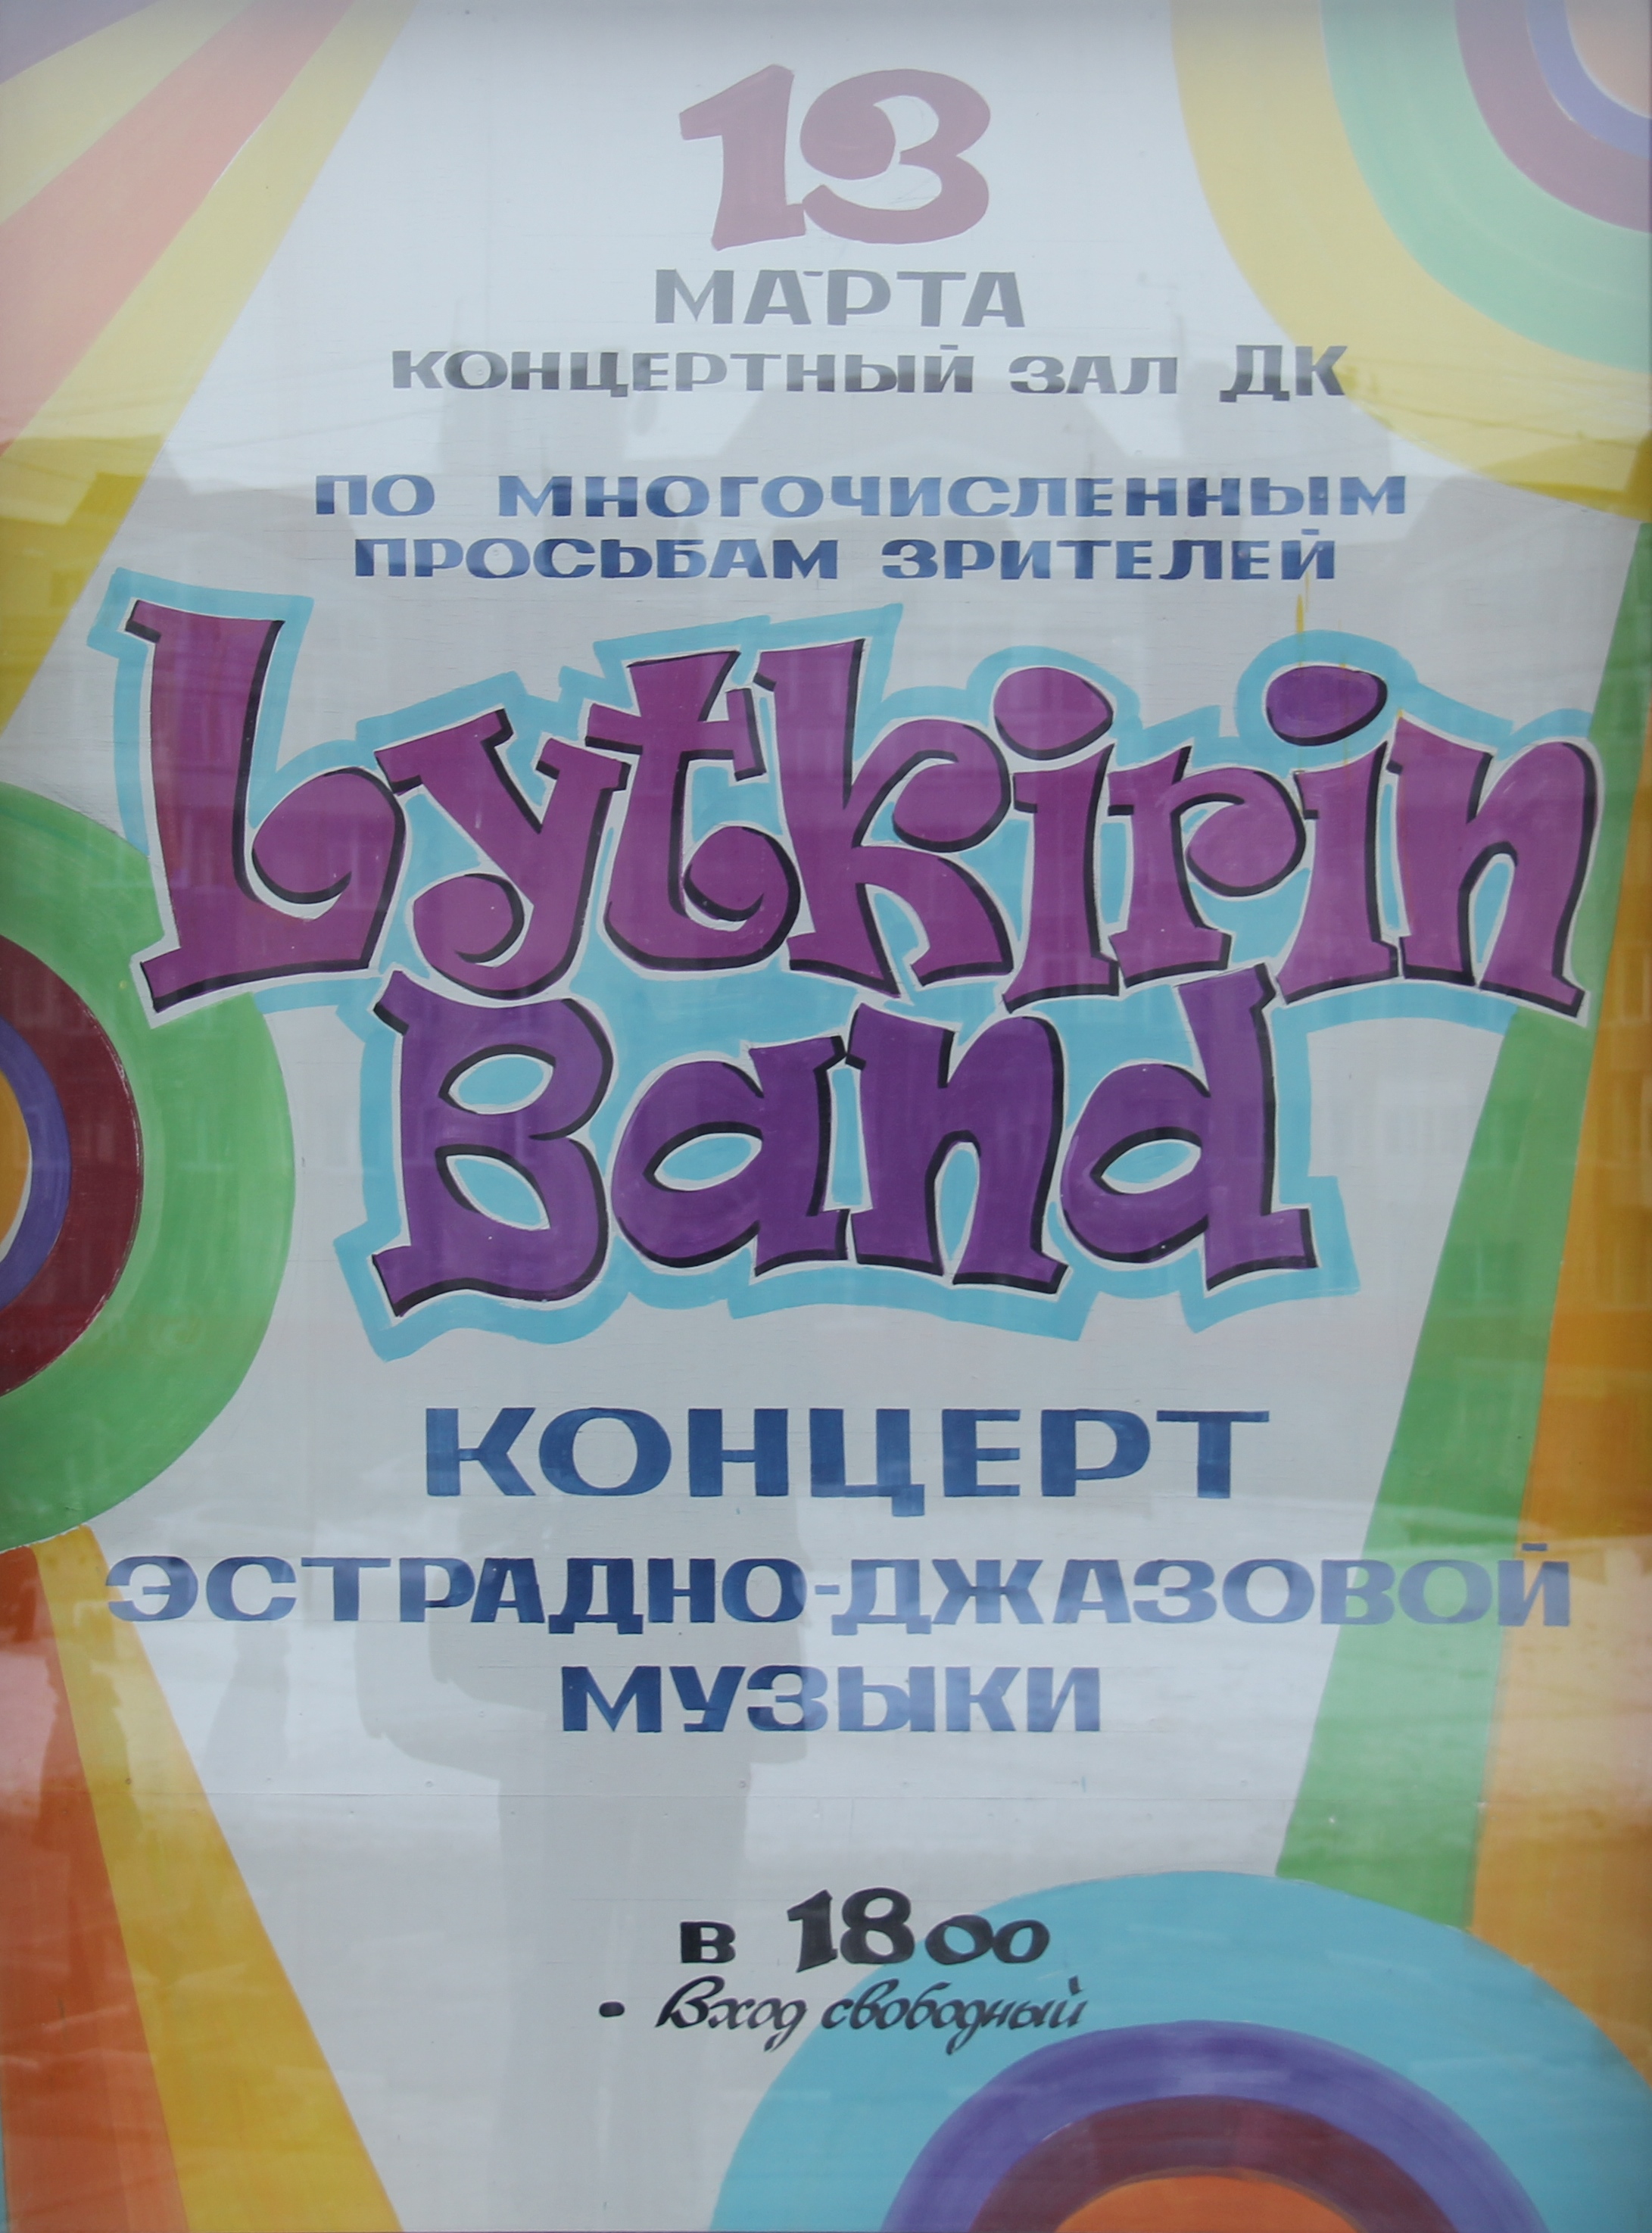 13
МАРТА
КОНЦЕРТНЫЙ ЗАЛ ДК
ПО МНОГОЧИСЛЕННЫМ
ПРОСЬБАМ ЗРИТЕЛЕЙ
Lytkirin
Band
КОНЦЕРТ
ЭСТРАДНО-ДЖАЗОВОЙ
МУЗЫКИ
в 1800
• Вход свободный